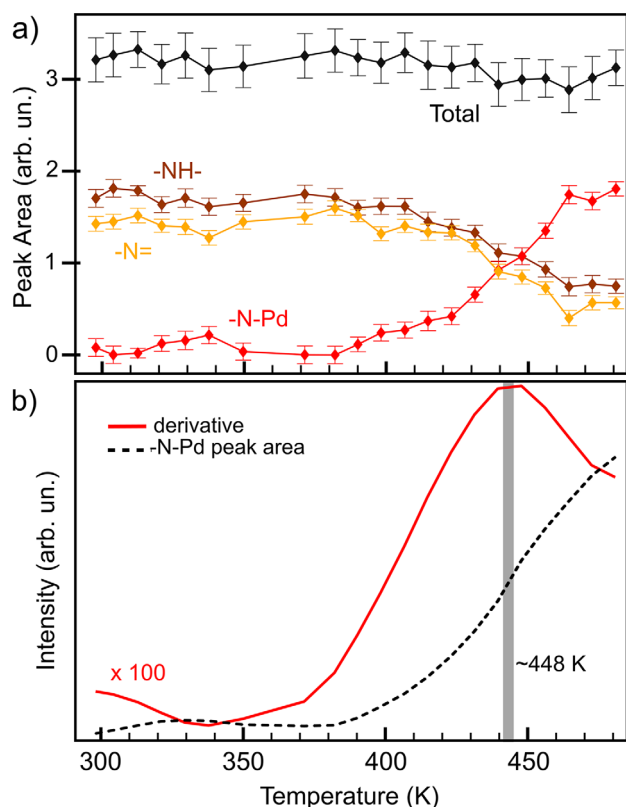 a)
Peak Area (arb. un.)
3
2
1
0
Total
-NH-
-N=
-N-Pd
b)
Intensity (arb. un.)
derivative
-N-Pd peak area
x 100
~448 K
300
350
400
450
Temperature (K)